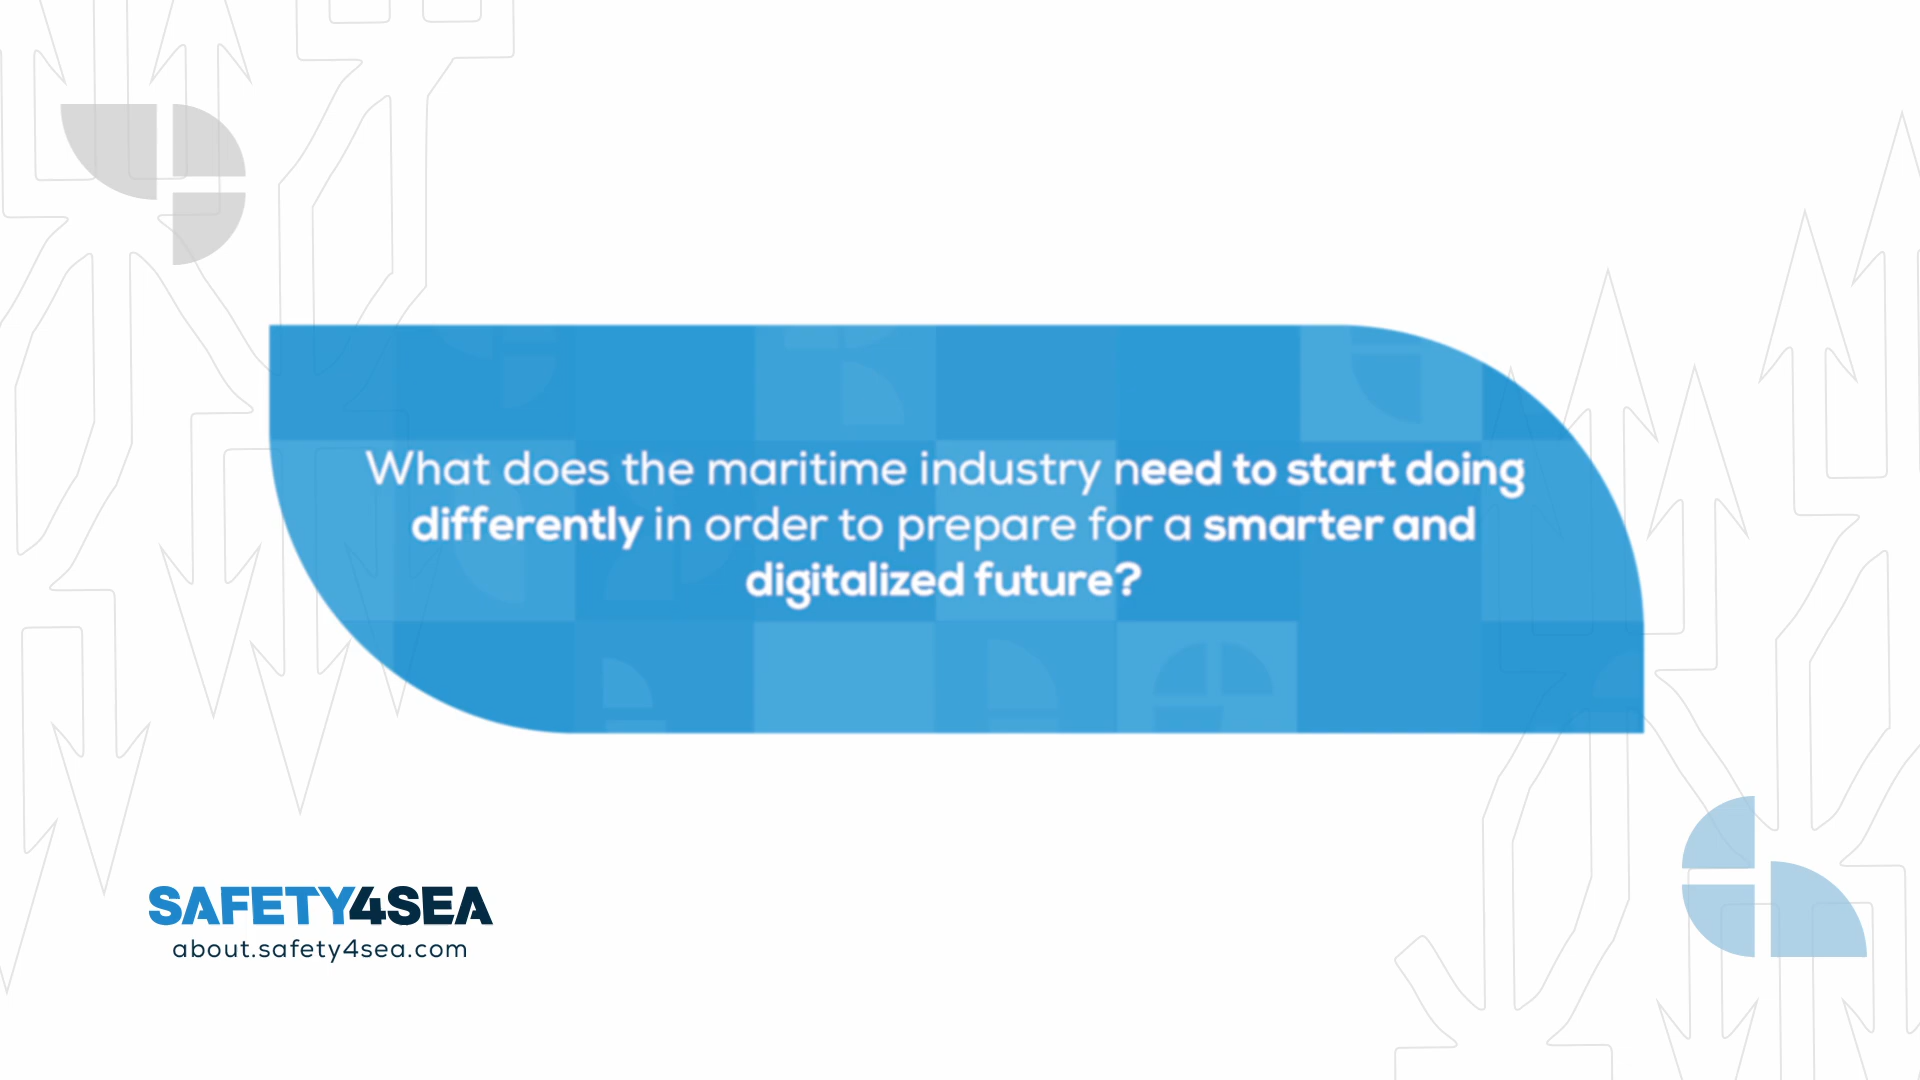 What does the maritime industry need to start doing
differently in order to prepare for a smarter and
digitalized future?
SAFETY4SEA
about.safety4sea.com